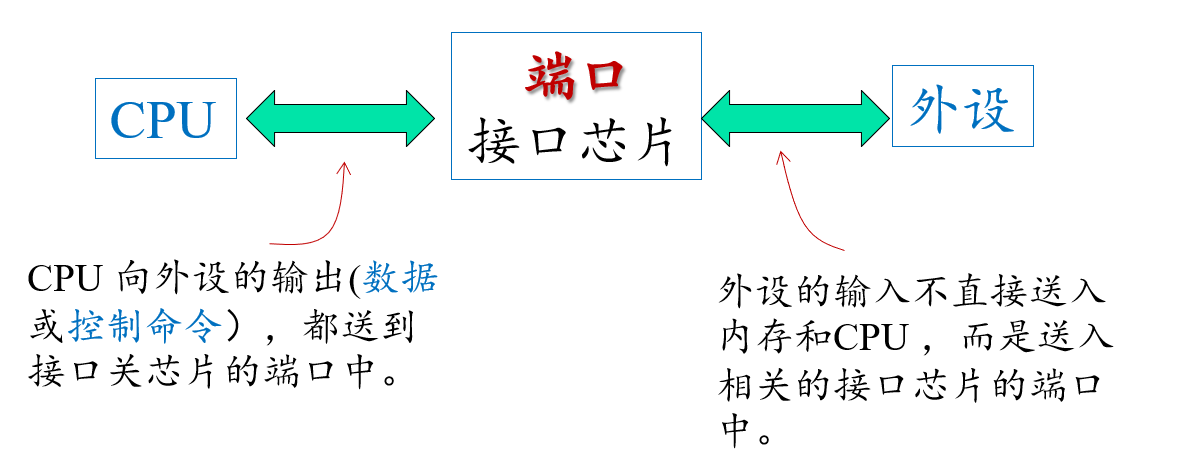 端口
CPU
接口芯片
外设
CPU 向外设的输出(数据
或控制命令），都送到
接口关芯片的端口中。
外设的输入不直接送入
内存和CPU ，而是送入
相关的接口芯片的端口
中。